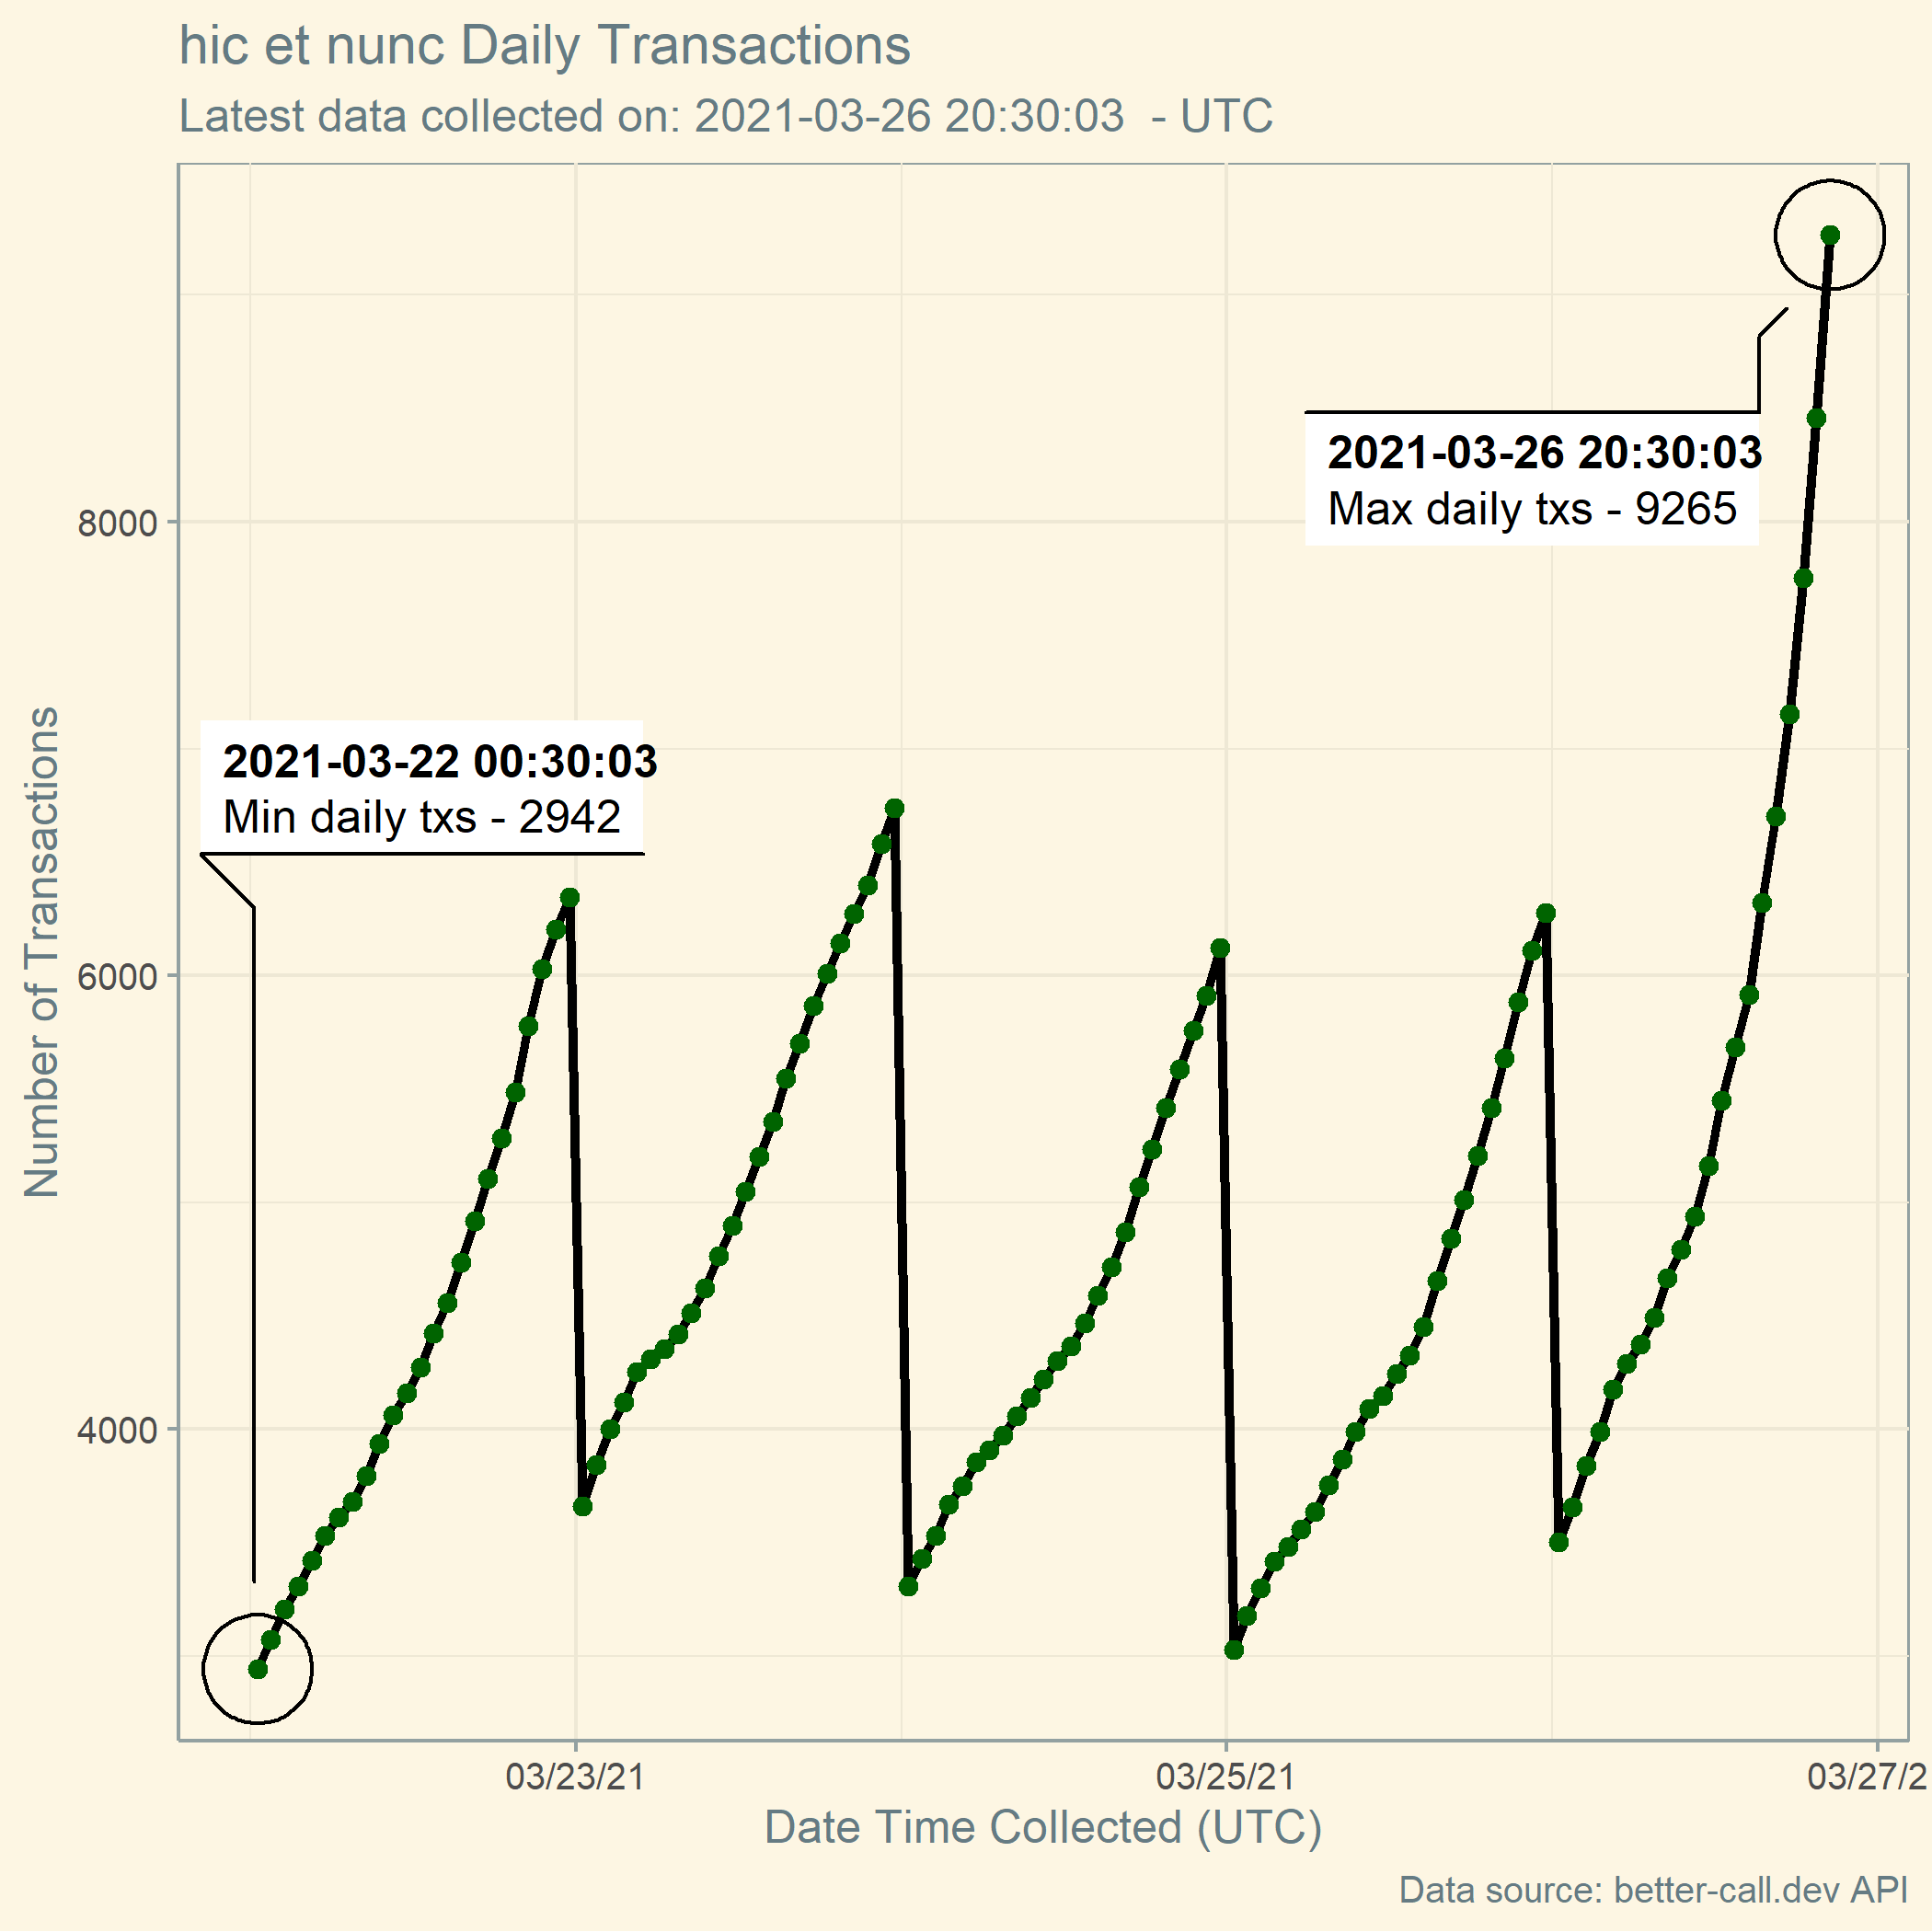 hic et nunc Daily Transactions
Latest data collected on: 2021-03-26 20:30:03  - UTC
2021-03-26 20:30:03
Max daily txs - 9265
8000
2021-03-22 00:30:03
Min daily txs - 2942
6000
4000
Number of Transactions
03/23/21
03/25/21
03/27/2
Date Time Collected (UTC)
Data source: better-call.dev API